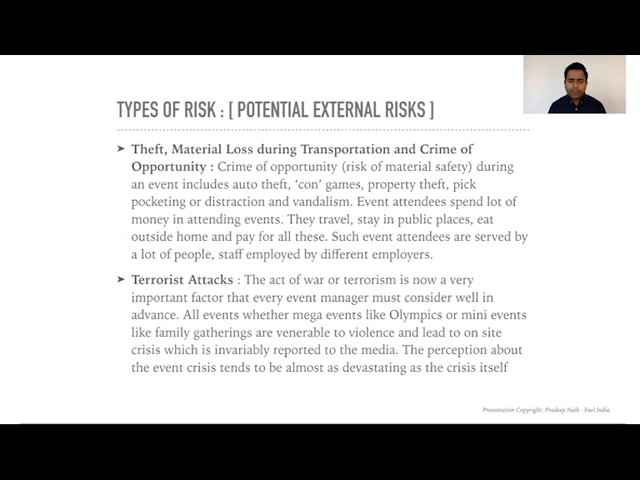 TYPES OF RISK : [ POTENTIAL EXTERNAL RISKS ]
➤ Theft, Material Loss during Transportation and Crime of
Opportunity : Crime of opportunity (risk of material safety) during
an event includes auto theft, ‘con’ games, property theft, pick
pocketing or distraction and vandalism. Event attendees spend lot of
money in attending events. They travel, stay in public places, eat
outside home and pay for all these. Such event attendees are served by
a lot of people, staff employed by different employers.
➤ Terrorist Attacks : The act of war or terrorism is now a very
important factor that every event manager must consider well in
advance. All events whether mega events like Olympics or mini events
like family gatherings are venerable to violence and lead to on site
crisis which is invariably reported to the media. The perception about
the event crisis tends to be almost as devastating as the crisis itself
Presentation Copyright: Pradeep Naik - Fuel India